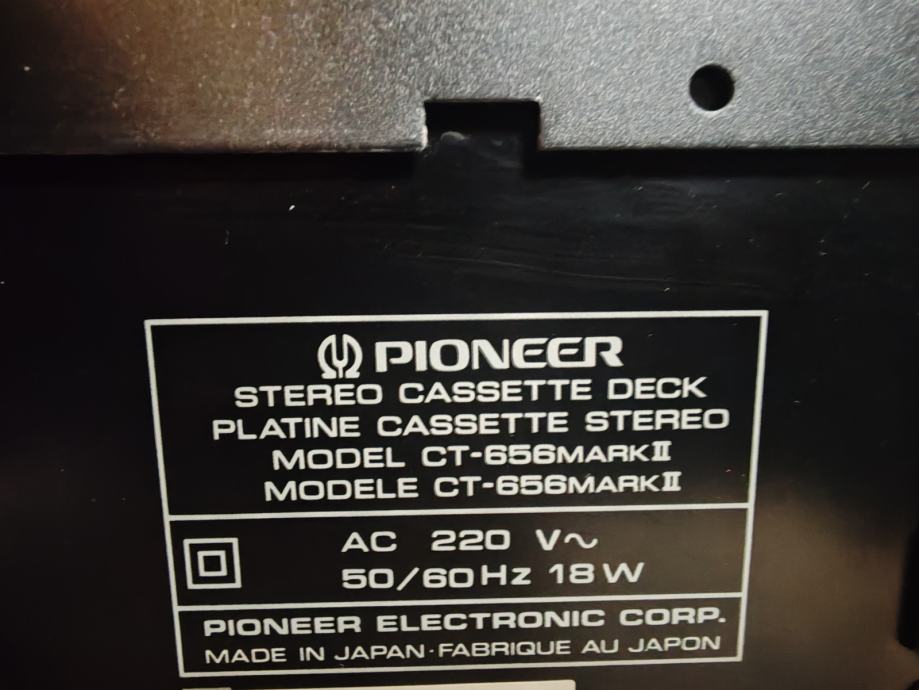 PIONEER
STEREO CASSETTE DECK
PLATINE CASSETTE STEREO
MODEL CT-656MARKII
MODELE CT-656MARKII
AC 220 V~
50/60Hz 18W
PIONEER ELECTRONIC CORP.
MADE IN JAPAN·FABRIQUE AU JAPON